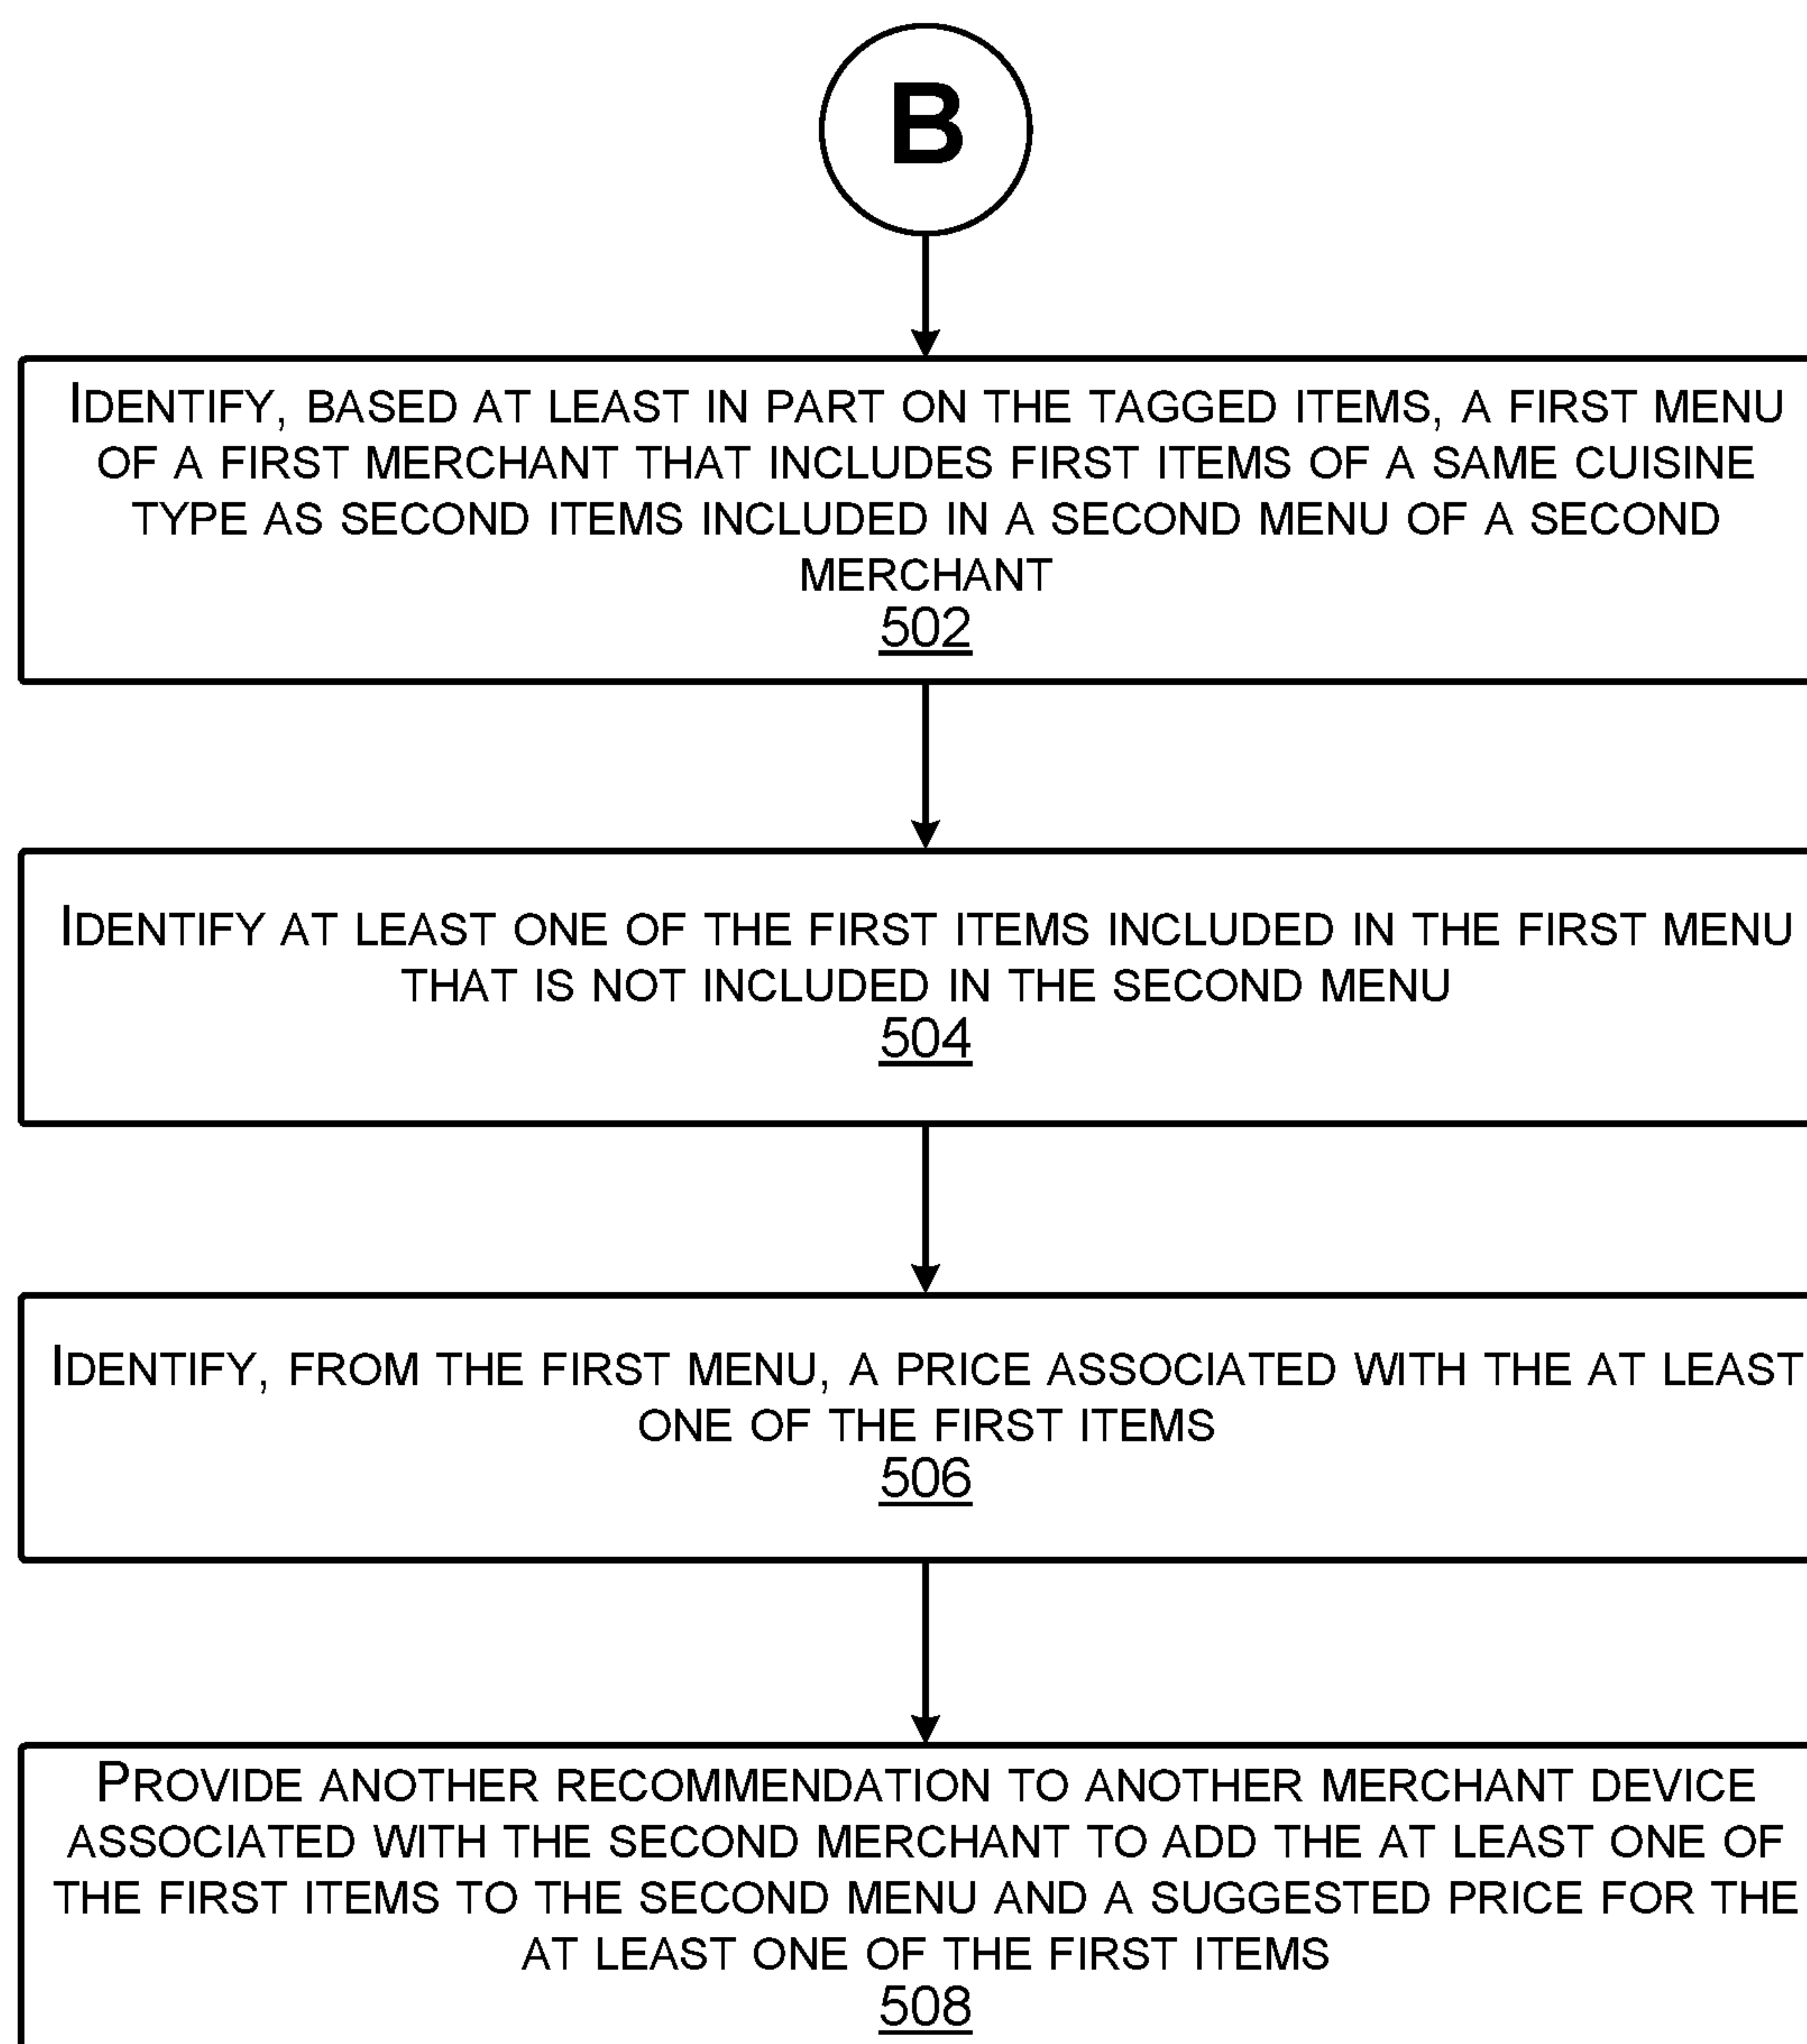 B
IDENTIFY, BASED AT LEAST IN PART ON THE TAGGED ITEMS, A FIRST MENU
OF A FIRST MERCHANT THAT INCLUDES FIRST ITEMS OF A SAME CUISINE
TYPE AS SECOND ITEMS INCLUDED IN A SECOND MENU OF A SECOND
MERCHANT
502
IDENTIFY AT LEAST ONE OF THE FIRST ITEMS INCLUDED IN THE FIRST MENU
THAT IS NOT INCLUDED IN THE SECOND MENU
504
IDENTIFY, FROM THE FIRST MENU, A PRICE ASSOCIATED WITH THE AT LEAST
ONE OF THE FIRST ITEMS
506
PROVIDE ANOTHER RECOMMENDATION TO ANOTHER MERCHANT DEVICE
ASSOCIATED WITH THE SECOND MERCHANT TO ADD THE AT LEAST ONE OF
THE FIRST ITEMS TO THE SECOND MENU AND A SUGGESTED PRICE FOR THE
AT LEAST ONE OF THE FIRST ITEMS
508